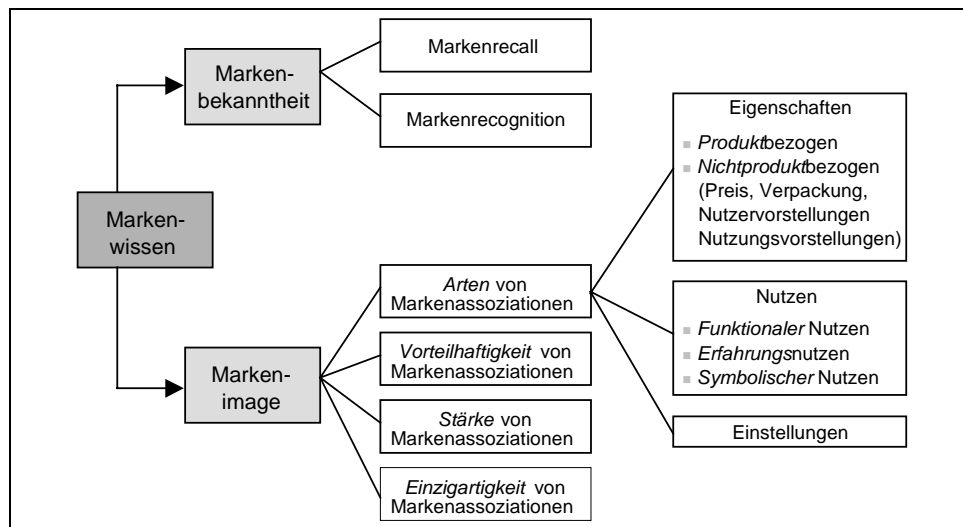 Marken-
wissen
Marken-
bekanntheit
Markenrecall
Markenrecognition
Marken-
image
Arten von
Markenassoziationen
Vorteilhaftigkeit von
Markenassoziationen
Stärke von
Markenassoziationen
Einzigartigkeit von
Markenassoziationen
Eigenschaften
Produktbezogen
Nichtproduktbezogen
(Preis, Verpackung,
Nutzervorstellungen
Nutzungsvorstellungen)
Nutzen
Funktionaler Nutzen
Erfahrungsnutzen
Symbolischer Nutzen
Einstellungen